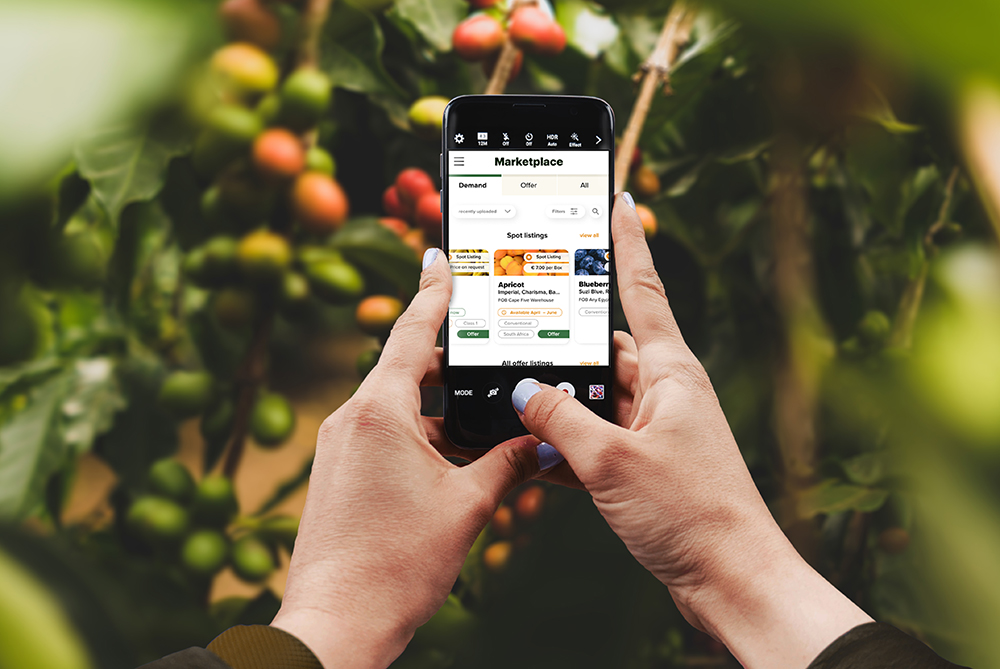 12M
Off
Off
HDR
Auto
Effect
Marketplace
Demand
Offer
All
recently uploaded
Filters
Spot listings
view all
Spot Listing
Price on request
now
Class 1
Offer
Spot Listing
€ 7.00 per Box
Apricot
Imperial, Charisma, Ba...
FOB Cape Five Warehouse
Available April - June
Conventional
South Africa
Offer
Blueberr
Suzi Blue, R
FOB Any Egy
Convention
All offer listings
view all
MODE